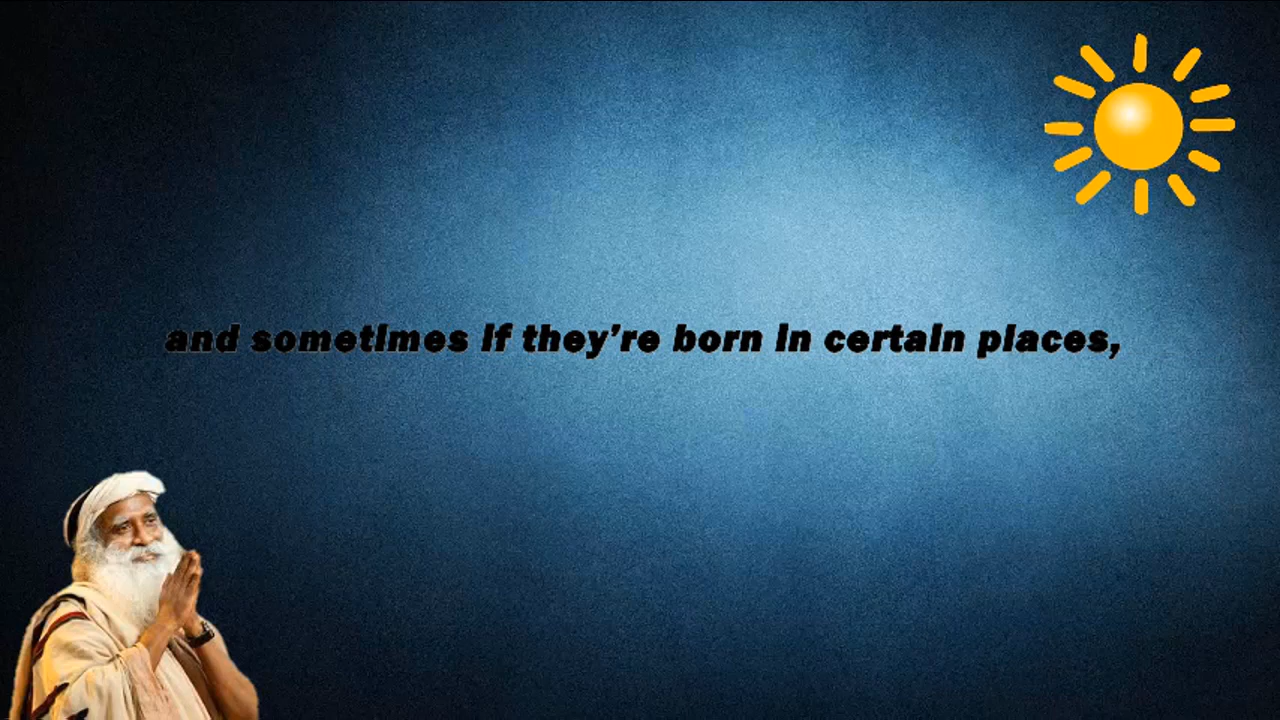 and sometimes if they're born in certain places,